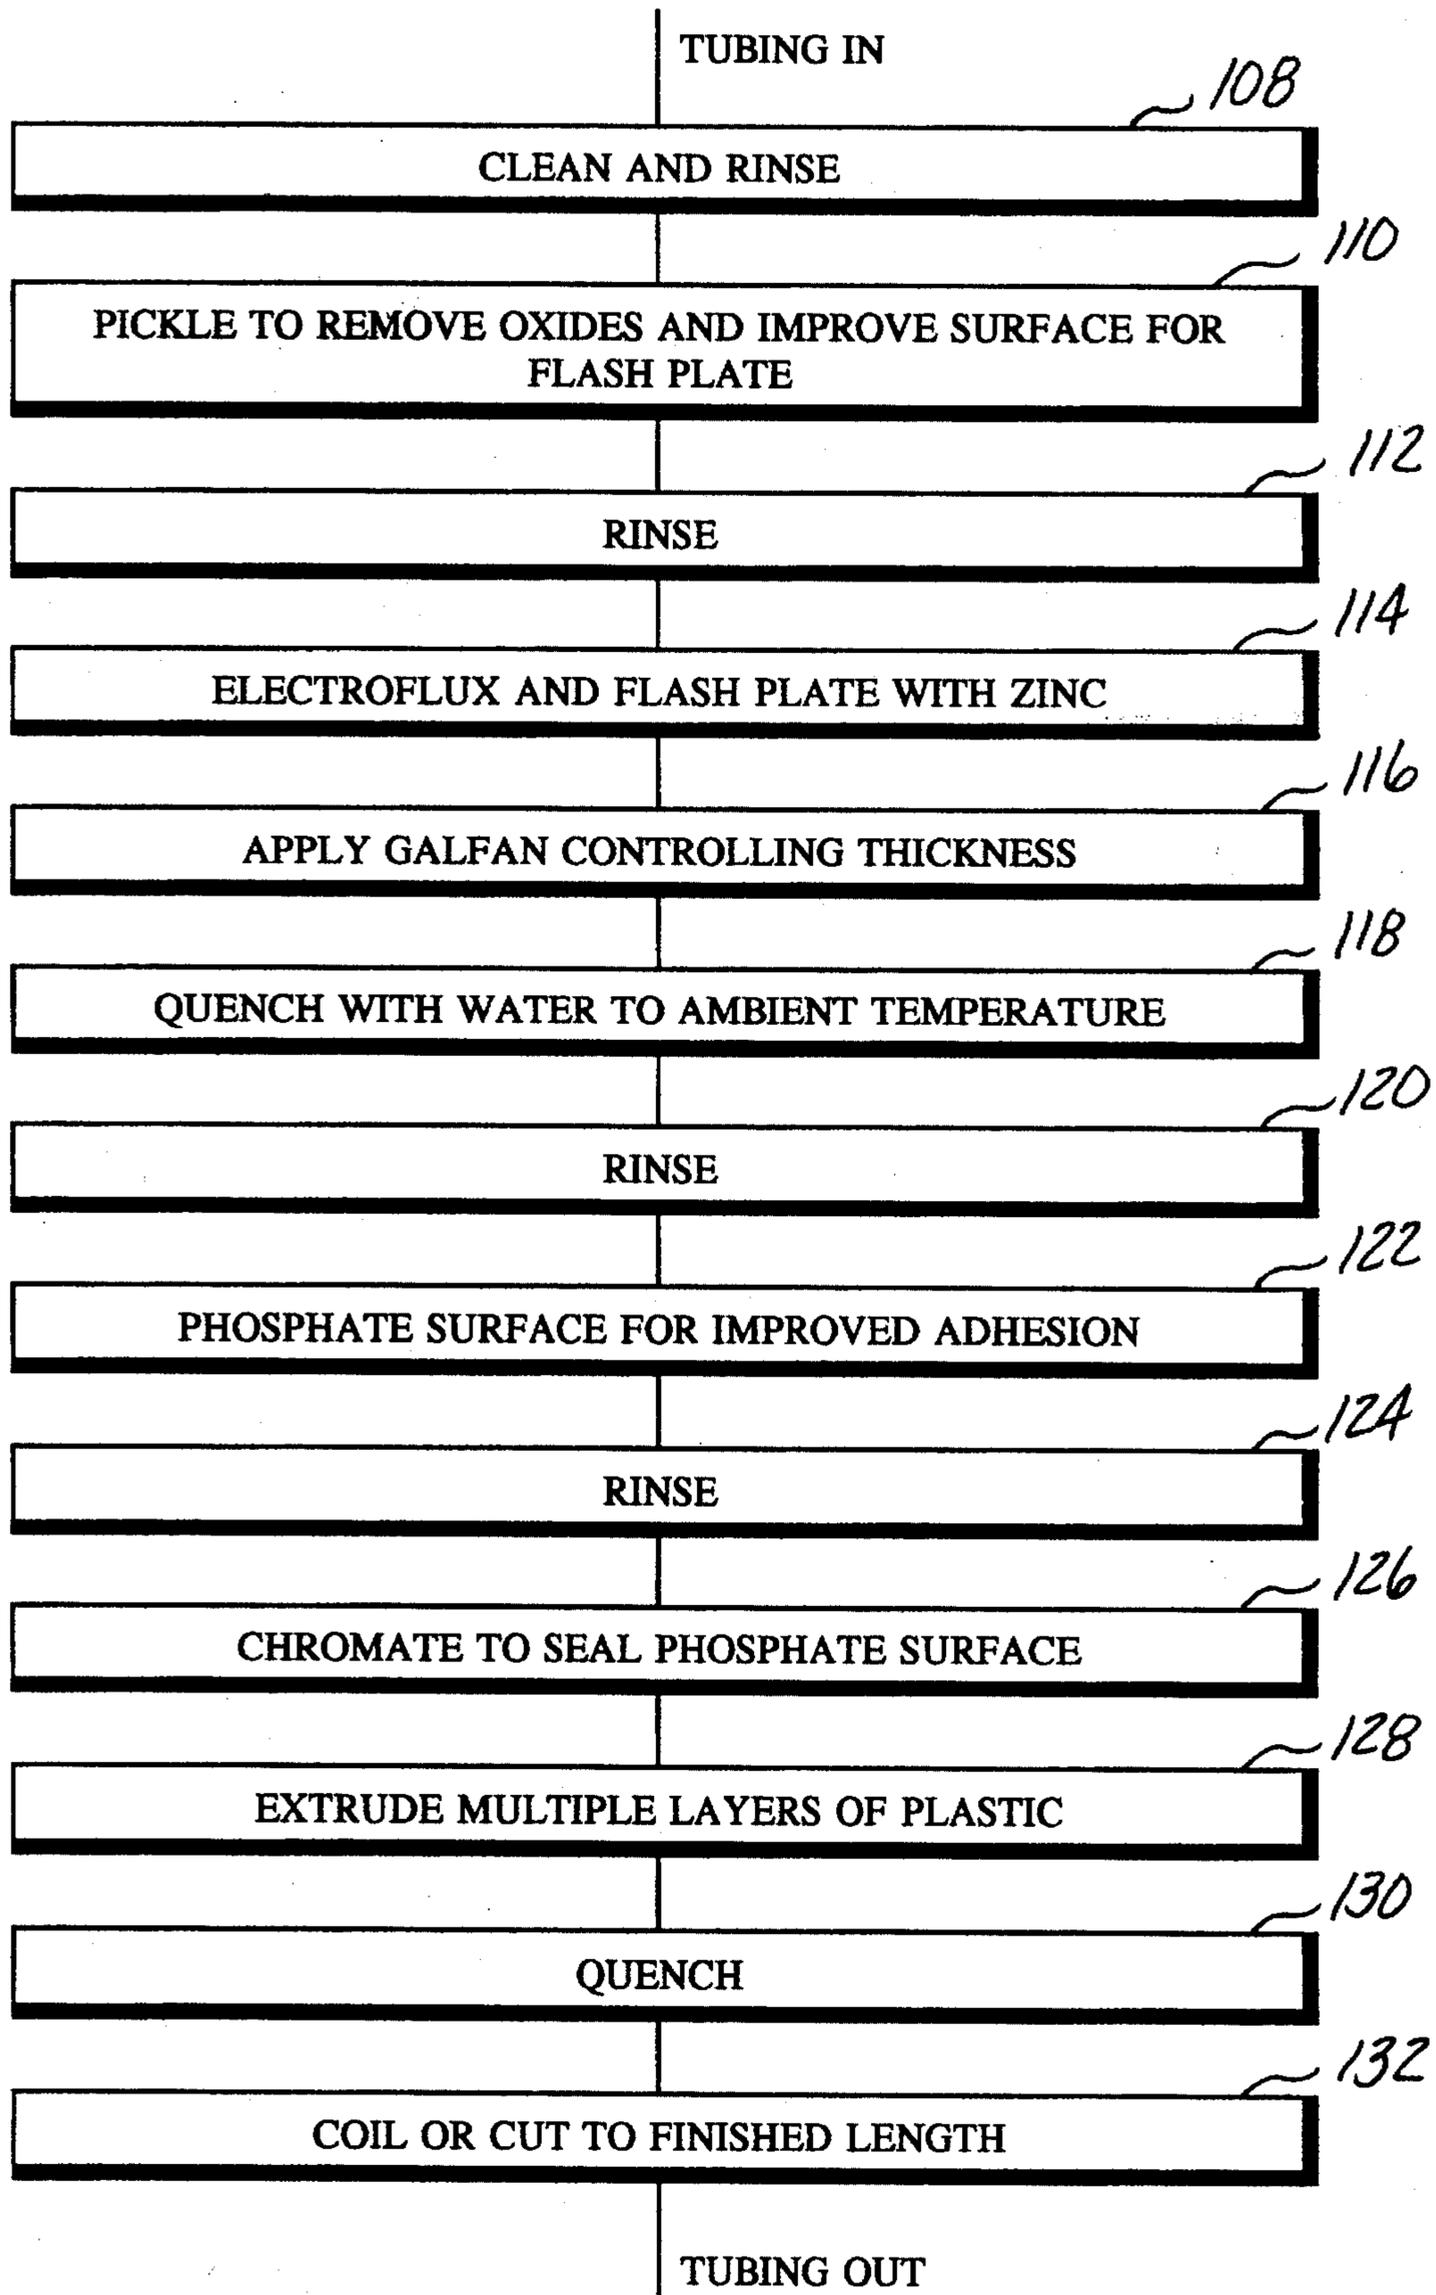 TUBING IN
108
CLEAN AND RINSE
110
PICKLE TO REMOVE OXIDES AND IMPROVE SURFACE FOR
FLASH PLATE
112
RINSE
114
ELECTROFLUX AND FLASH PLATE WITH ZINC
116
APPLY GALFAN CONTROLLING THICKNESS
118
QUENCH WITH WATER TO AMBIENT TEMPERATURE
120
RINSE
122
PHOSPHATE SURFACE FOR IMPROVED ADHESION
124
RINSE
126
CHROMATE TO SEAL PHOSPHATE SURFACE
128
EXTRUDE MULTIPLE LAYERS OF PLASTIC
130
QUENCH
132
COIL OR CUT TO FINISHED LENGTH
TUBING OUT